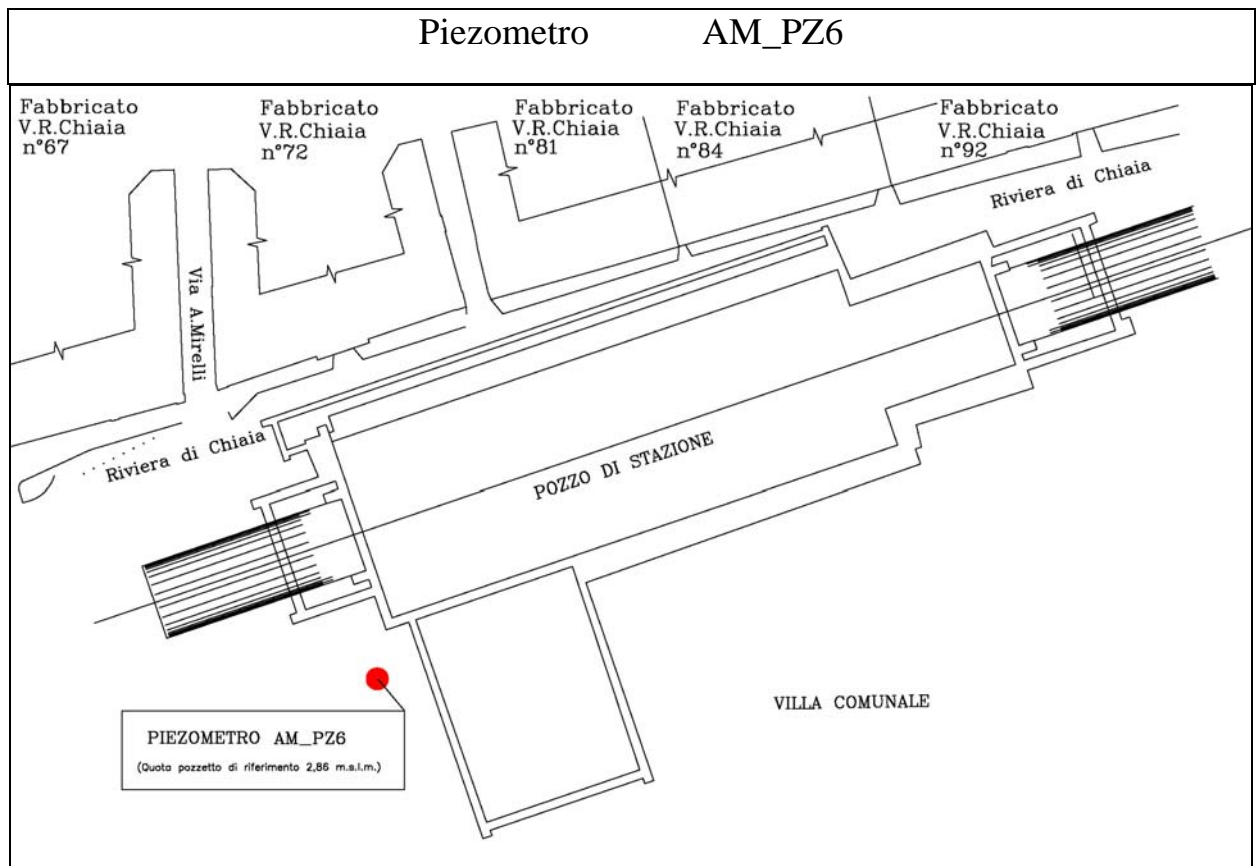 Piezometro AM_PZ6
Fabbricato
V.R.Chiaia
n°67
Fabbricato
V.R.Chiaia
n°72
Fabbricato
V.R.Chiaia
n°81
Fabbricato
V.R.Chiaia
n°84
Fabbricato
V.R.Chiaia
n°92
Riviera di Chiaia
Via A.Mirelli
Riviera di Chiaia
POZZO DI STAZIONE
VILLA COMUNALE
PIEZOMETRO AM_PZ6
(Quota pozzetto di riferimento 2,86 m.s.l.m.)